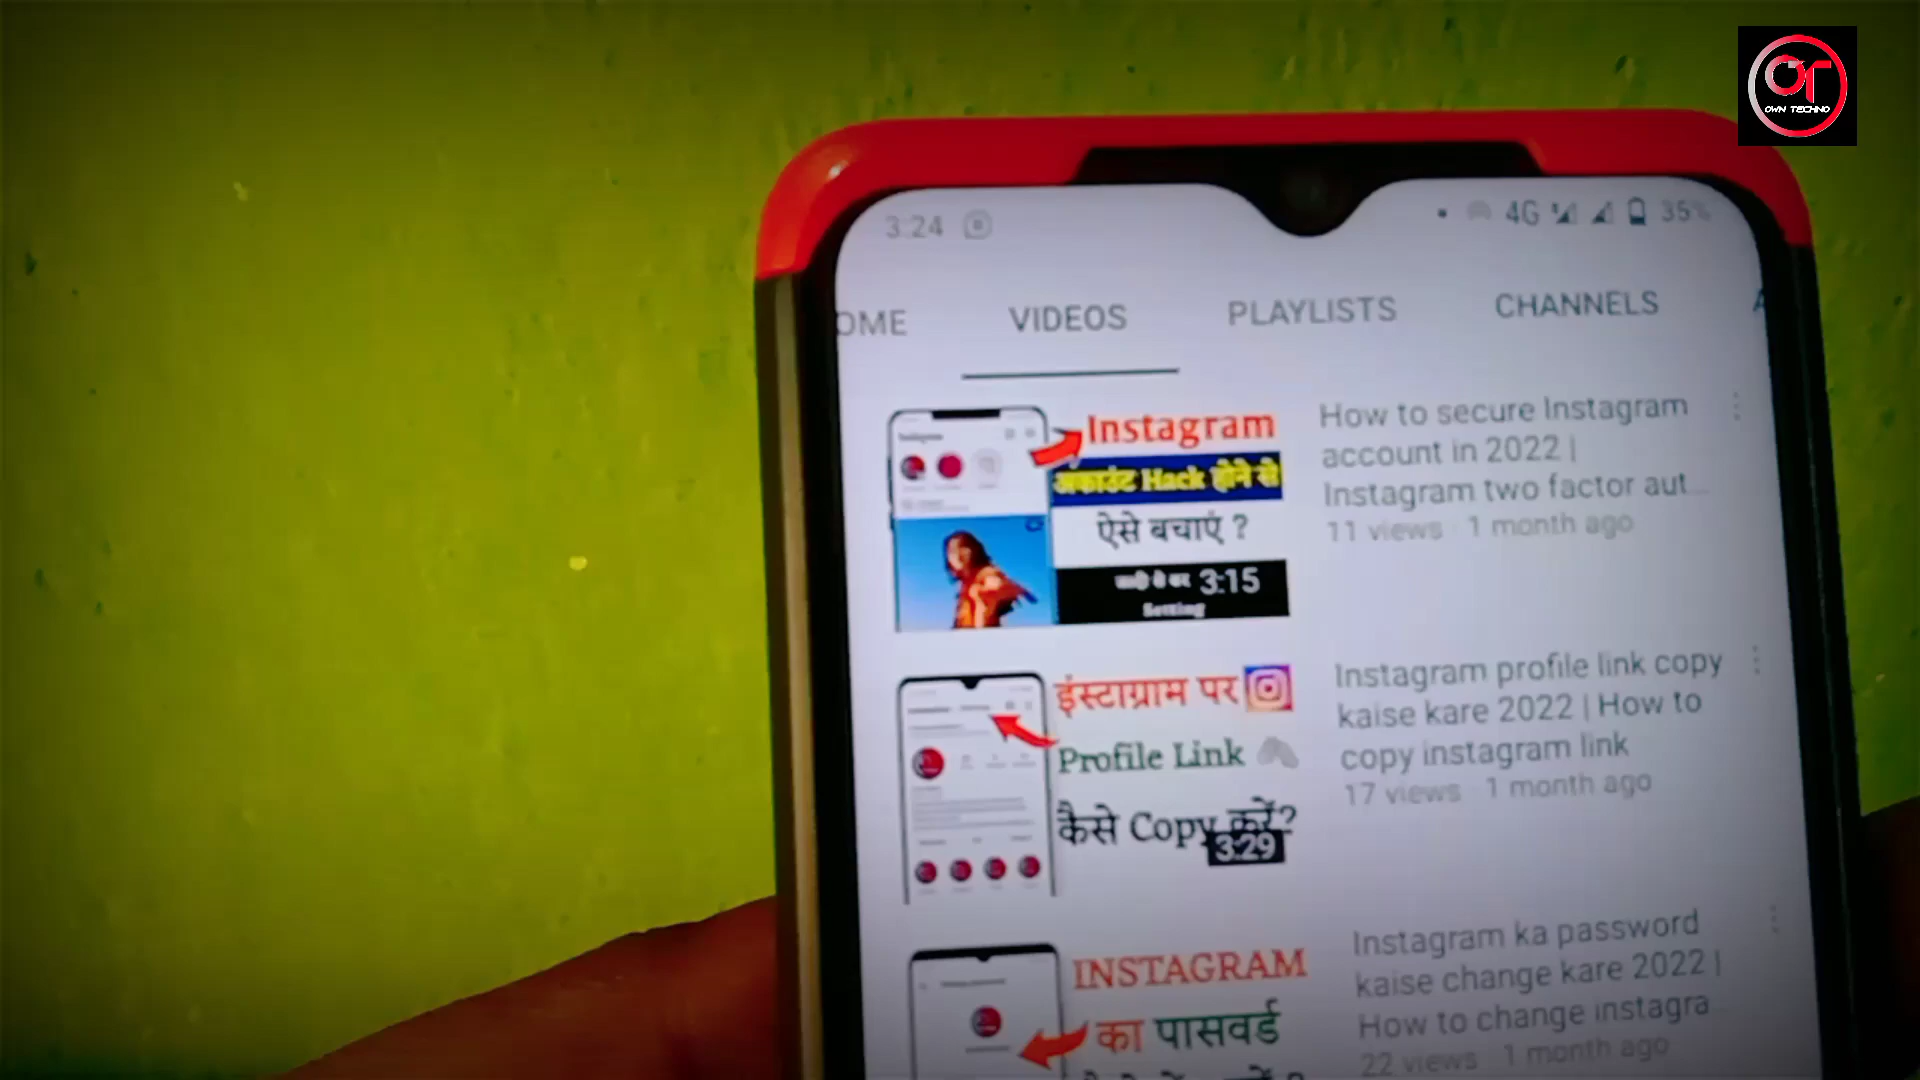 OT
OWN TECHNO
3:24
4G 35%
OME VIDEOS PLAYLISTS CHANNELS
Instagram
अकाउंट Hack होने से
ऐसे बचाएं ?
3:15
Setting
How to secure Instagram
account in 2022 |
Instagram two factor aut...
11 views · 1 month ago
इंस्टाग्राम पर
Profile Link
कैसे Copy करें?
3:29
Instagram profile link copy
kaise kare 2022 | How to
copy instagram link
17 views · 1 month ago
INSTAGRAM
का पासवर्ड
Instagram ka password
kaise change kare 2022 |
How to change instagra
22 views · 1 month ago